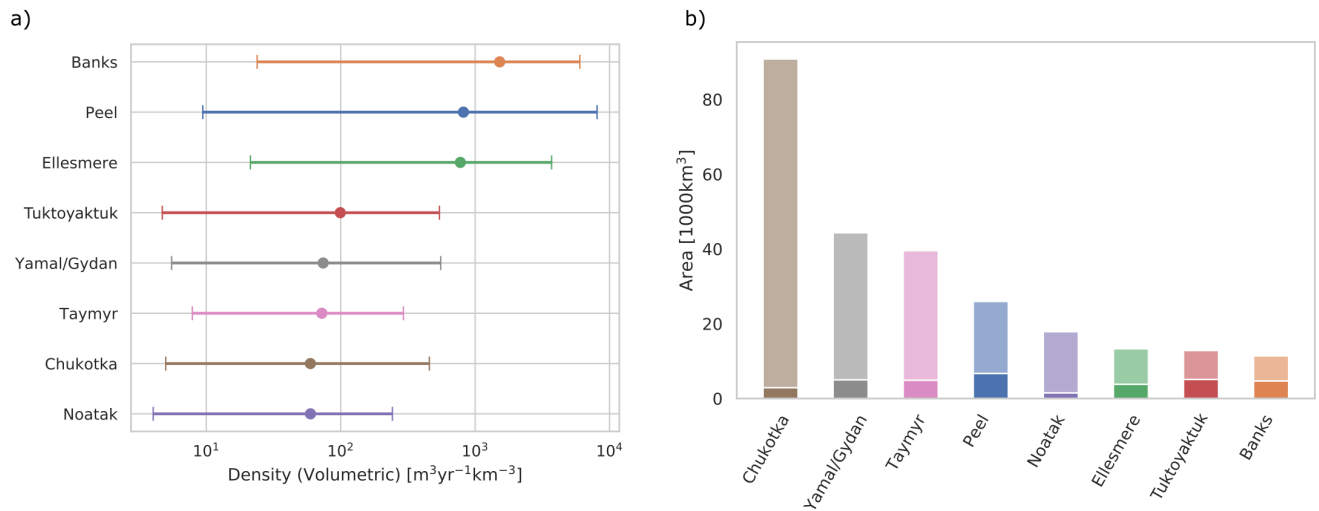 a)
Banks
Peel
Ellesmere
Tuktoyaktuk
Yamal/Gydan
Taymyr
Chukotka
Noatak
10¹ 10² 10³ 10⁴
Density (Volumetric) [m³yr⁻¹km⁻³]
b)
Area [1000km³]
80
60
40
20
0
Chukotka
Yamal/Gydan
Taymyr
Peel
Noatak
Ellesmere
Tuktoyaktuk
Banks